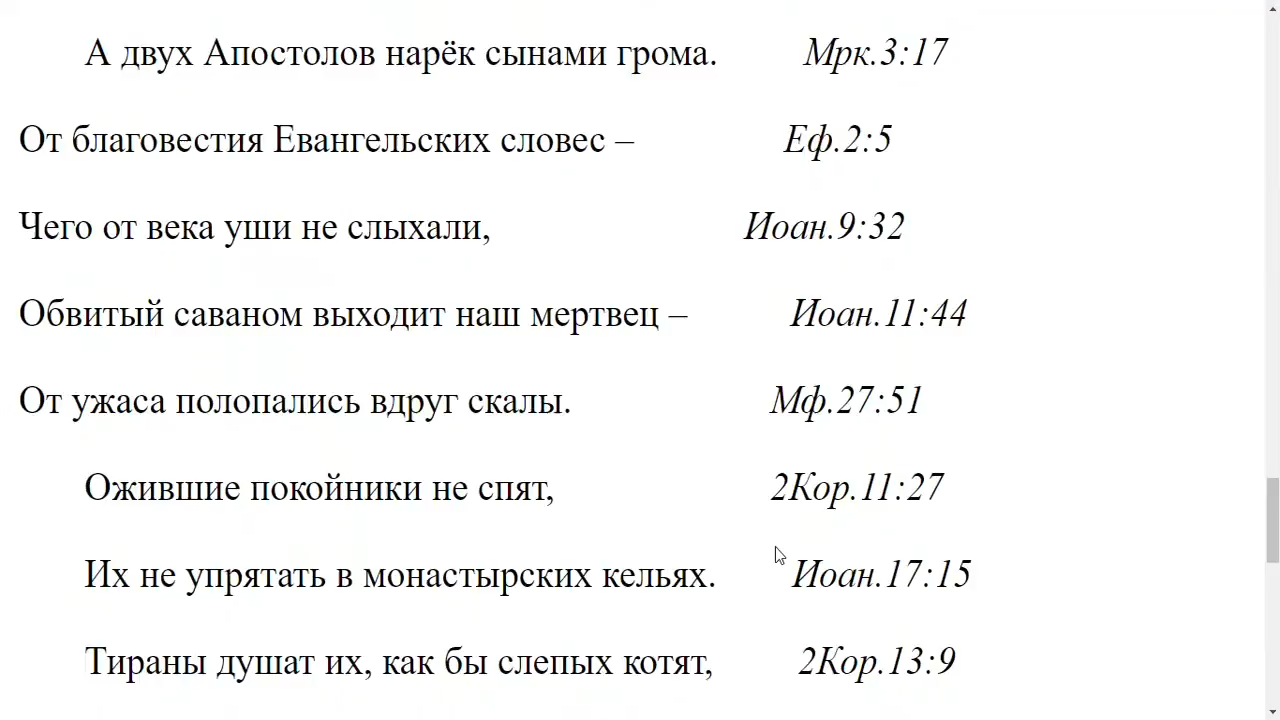 А двух Апостолов нарёк сынами грома. Мрк.3:17
От благовестия Евангельских словес – Еф.2:5
Чего от века уши не слыхали, Иоан.9:32
Обвитый саваном выходит наш мертвец – Иоан.11:44
От ужаса полопались вдруг скалы. Мф.27:51
Ожившие покойники не спят, 2Кор.11:27
Их не упрятать в монастырских кельях. Иоан.17:15
Тираны душат их, как бы слепых котят, 2Кор.13:9